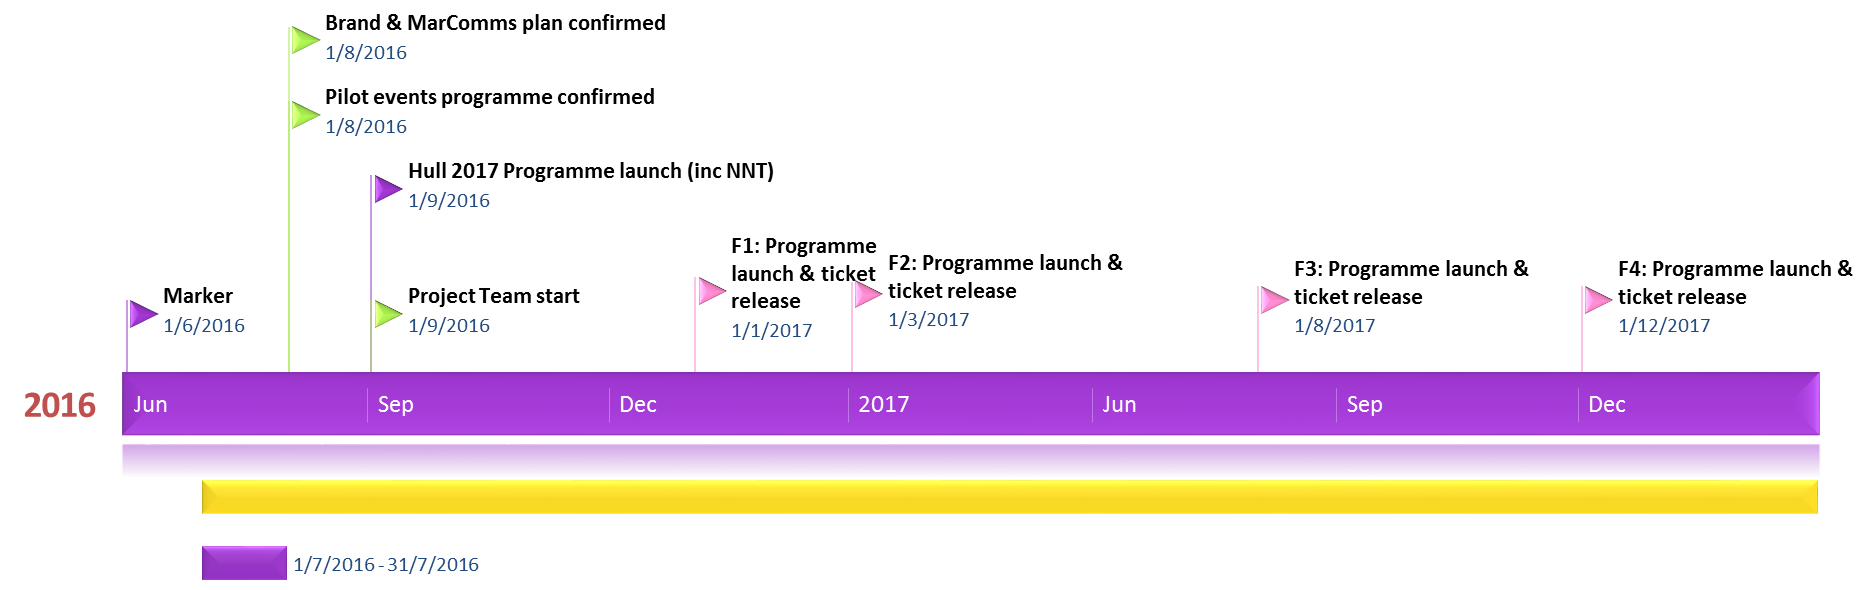 Brand & MarComms plan confirmed
1/8/2016
Pilot events programme confirmed
1/8/2016
Hull 2017 Programme launch (inc NNT)
1/9/2016
Marker
1/6/2016
Project Team start
1/9/2016
F1: Programme
launch & ticket
release
1/1/2017
F2: Programme launch &
ticket release
1/3/2017
F3: Programme launch &
ticket release
1/8/2017
F4: Programme launch &
ticket release
1/12/2017
2016
Jun
Sep
Dec
2017
Jun
Sep
Dec
1/7/2016 - 31/7/2016